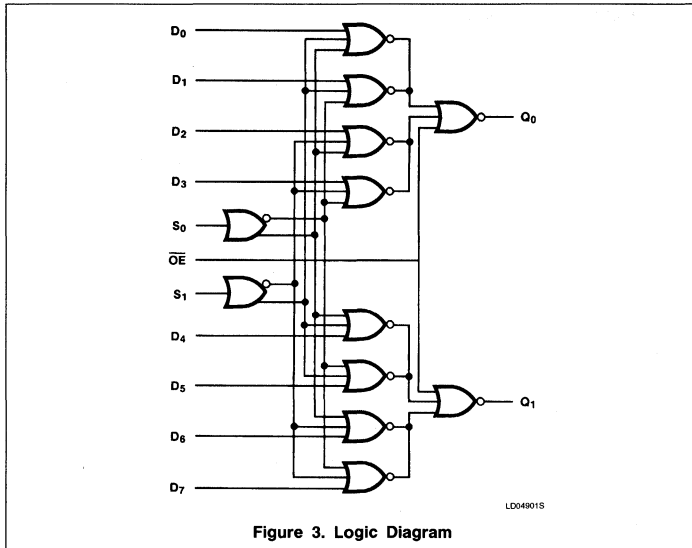 D0
D1
D2
Q0
D3
S0
OE
S1
D4
D5
Q1
D6
D7
LD04901S
Figure 3. Logic Diagram